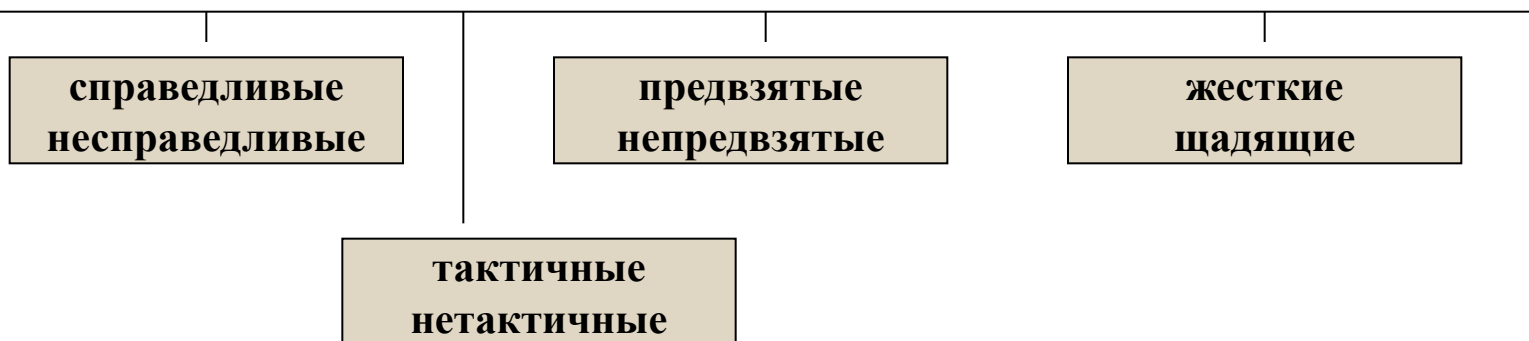 справедливые
несправедливые
предвзятые
непредвзятые
жесткие
щадящие
тактичные
нетактичные